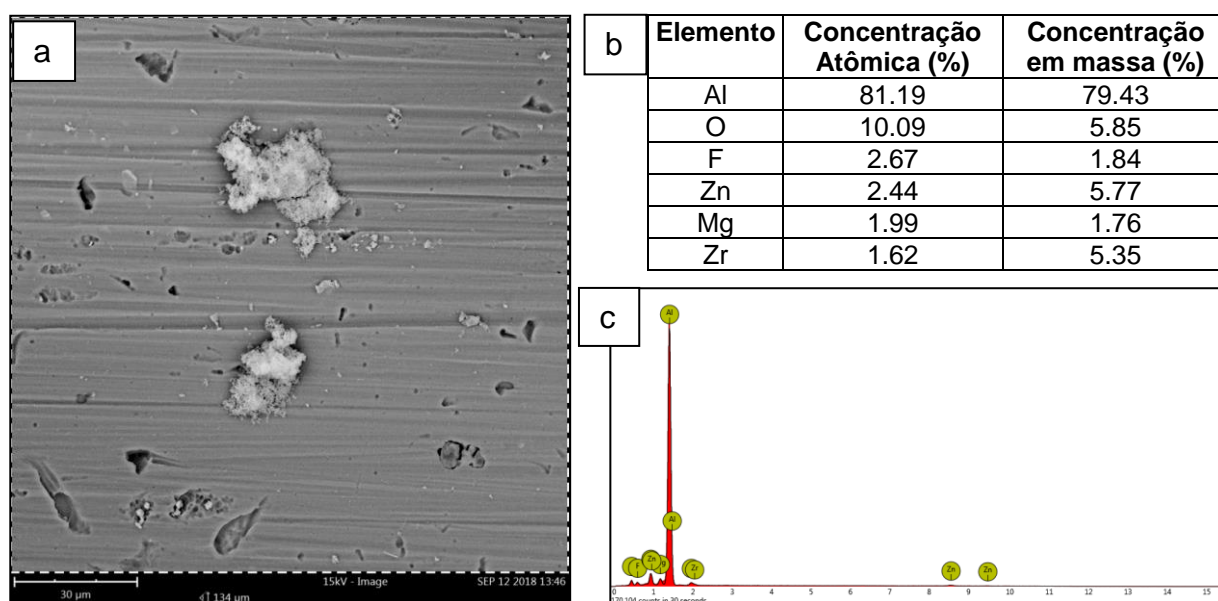 a
15kV - Image
SEP 12 2018 13:46
30 µm
134 µm
b
Elemento Concentração Atômica (%) Concentração em massa (%)
Al 81.19 79.43
O 10.09 5.85
F 2.67 1.84
Zn 2.44 5.77
Mg 1.99 1.76
Zr 1.62 5.35
c
Al
Al
F Zn g Zr Zn Zn
0 1 2 3 4 5 6 7 8 9 10 11 12 13 14 15
170.104 counts in 30 seconds